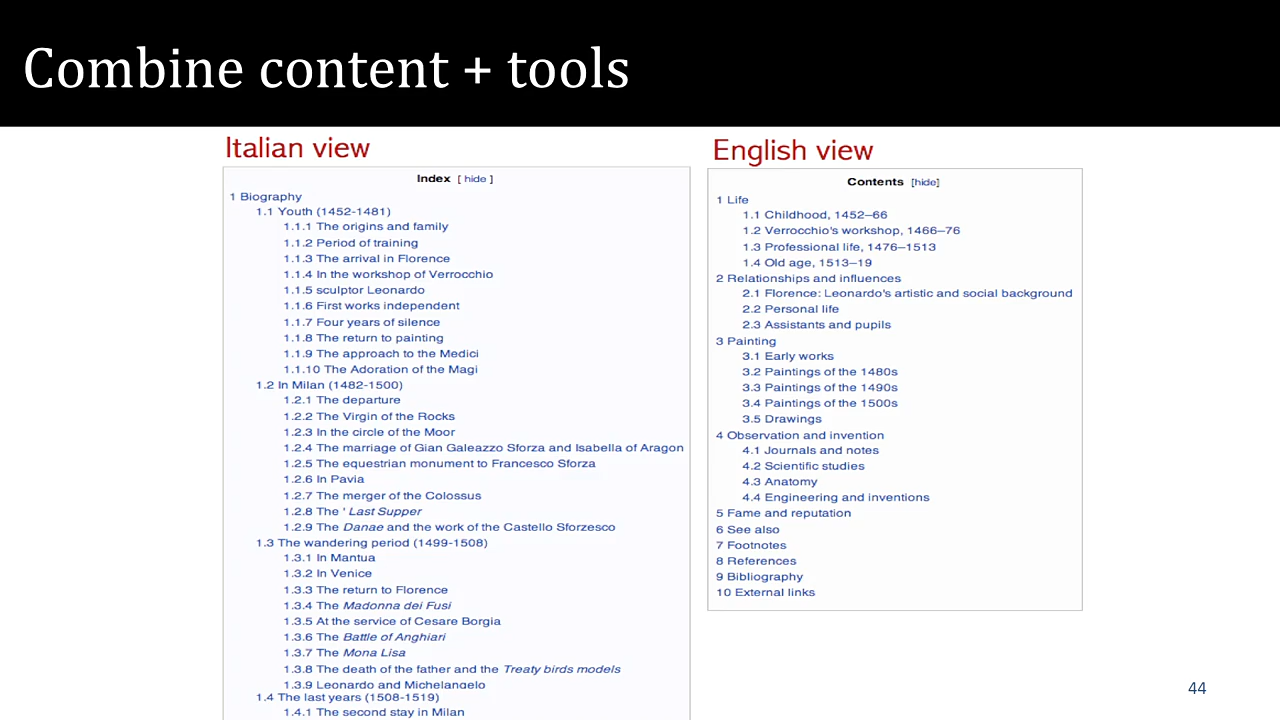 Combine content + tools
Italian view
Index [ hide ]
1 Biography
1.1 Youth (1452-1481)
1.1.1 The origins and family
1.1.2 Period of training
1.1.3 The arrival in Florence
1.1.4 In the workshop of Verrocchio
1.1.5 sculptor Leonardo
1.1.6 First works independent
1.1.7 Four years of silence
1.1.8 The return to painting
1.1.9 The approach to the Medici
1.1.10 The Adoration of the Magi
1.2 In Milan (1482-1500)
1.2.1 The departure
1.2.2 The Virgin of the Rocks
1.2.3 In the circle of the Moor
1.2.4 The marriage of Gian Galeazzo Sforza and Isabella of Aragon
1.2.5 The equestrian monument to Francesco Sforza
1.2.6 In Pavia
1.2.7 The merger of the Colossus
1.2.8 The ' Last Supper
1.2.9 The Danae and the work of the Castello Sforzesco
1.3 The wandering period (1499-1508)
1.3.1 In Mantua
1.3.2 In Venice
1.3.3 The return to Florence
1.3.4 The Madonna dei Fusi
1.3.5 At the service of Cesare Borgia
1.3.6 The Battle of Anghiari
1.3.7 The Mona Lisa
1.3.8 The death of the father and the Treaty birds models
1.3.9 Leonardo and Michelangelo
1.4 The last years (1508-1519)
1.4.1 The second stay in Milan
English view
Contents [hide]
1 Life
1.1 Childhood, 1452–66
1.2 Verrocchio's workshop, 1466–76
1.3 Professional life, 1476–1513
1.4 Old age, 1513–19
2 Relationships and influences
2.1 Florence: Leonardo's artistic and social background
2.2 Personal life
2.3 Assistants and pupils
3 Painting
3.1 Early works
3.2 Paintings of the 1480s
3.3 Paintings of the 1490s
3.4 Paintings of the 1500s
3.5 Drawings
4 Observation and invention
4.1 Journals and notes
4.2 Scientific studies
4.3 Anatomy
4.4 Engineering and inventions
5 Fame and reputation
6 See also
7 Footnotes
8 References
9 Bibliography
10 External links
44